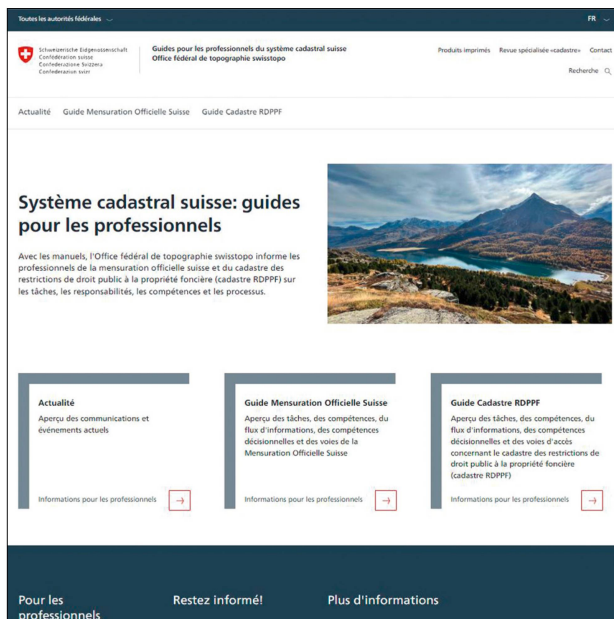 Toutes les autorités fédérales
FR
Schweizerische Eidgenossenschaft
Confédération suisse
Confederazione Svizzera
Confederaziun svizra
Guides pour les professionnels du système cadastral suisse
Office fédéral de topographie swisstopo
Produits imprimés Revue spécialisée «cadastre» Contact
Recherche
Actualité Guide Mensuration Officielle Suisse Guide Cadastre RDPPF
Système cadastral suisse: guides
pour les professionnels
Avec les manuels, l'Office fédéral de topographie swisstopo informe les
professionnels de la mensuration officielle suisse et du cadastre des
restrictions de droit public à la propriété foncière (cadastre RDPPF) sur
les tâches, les responsabilités, les compétences et les processus.
Actualité
Aperçu des communications et
événements actuels
Informations pour les professionnels
Guide Mensuration Officielle Suisse
Aperçu des tâches, des compétences, du
flux d'informations, des compétences
décisionnelles et des voies de la
Mensuration Officielle Suisse
Informations pour les professionnels
Guide Cadastre RDPPF
Aperçu des tâches, des compétences, du
flux d'informations, des compétences
décisionnelles et des voies d'accès
concernant le cadastre des restrictions de
droit public à la propriété foncière
(cadastre RDPPF)
Informations pour les professionnels
Pour les
professionnels
Restez informé!
Plus d'informations